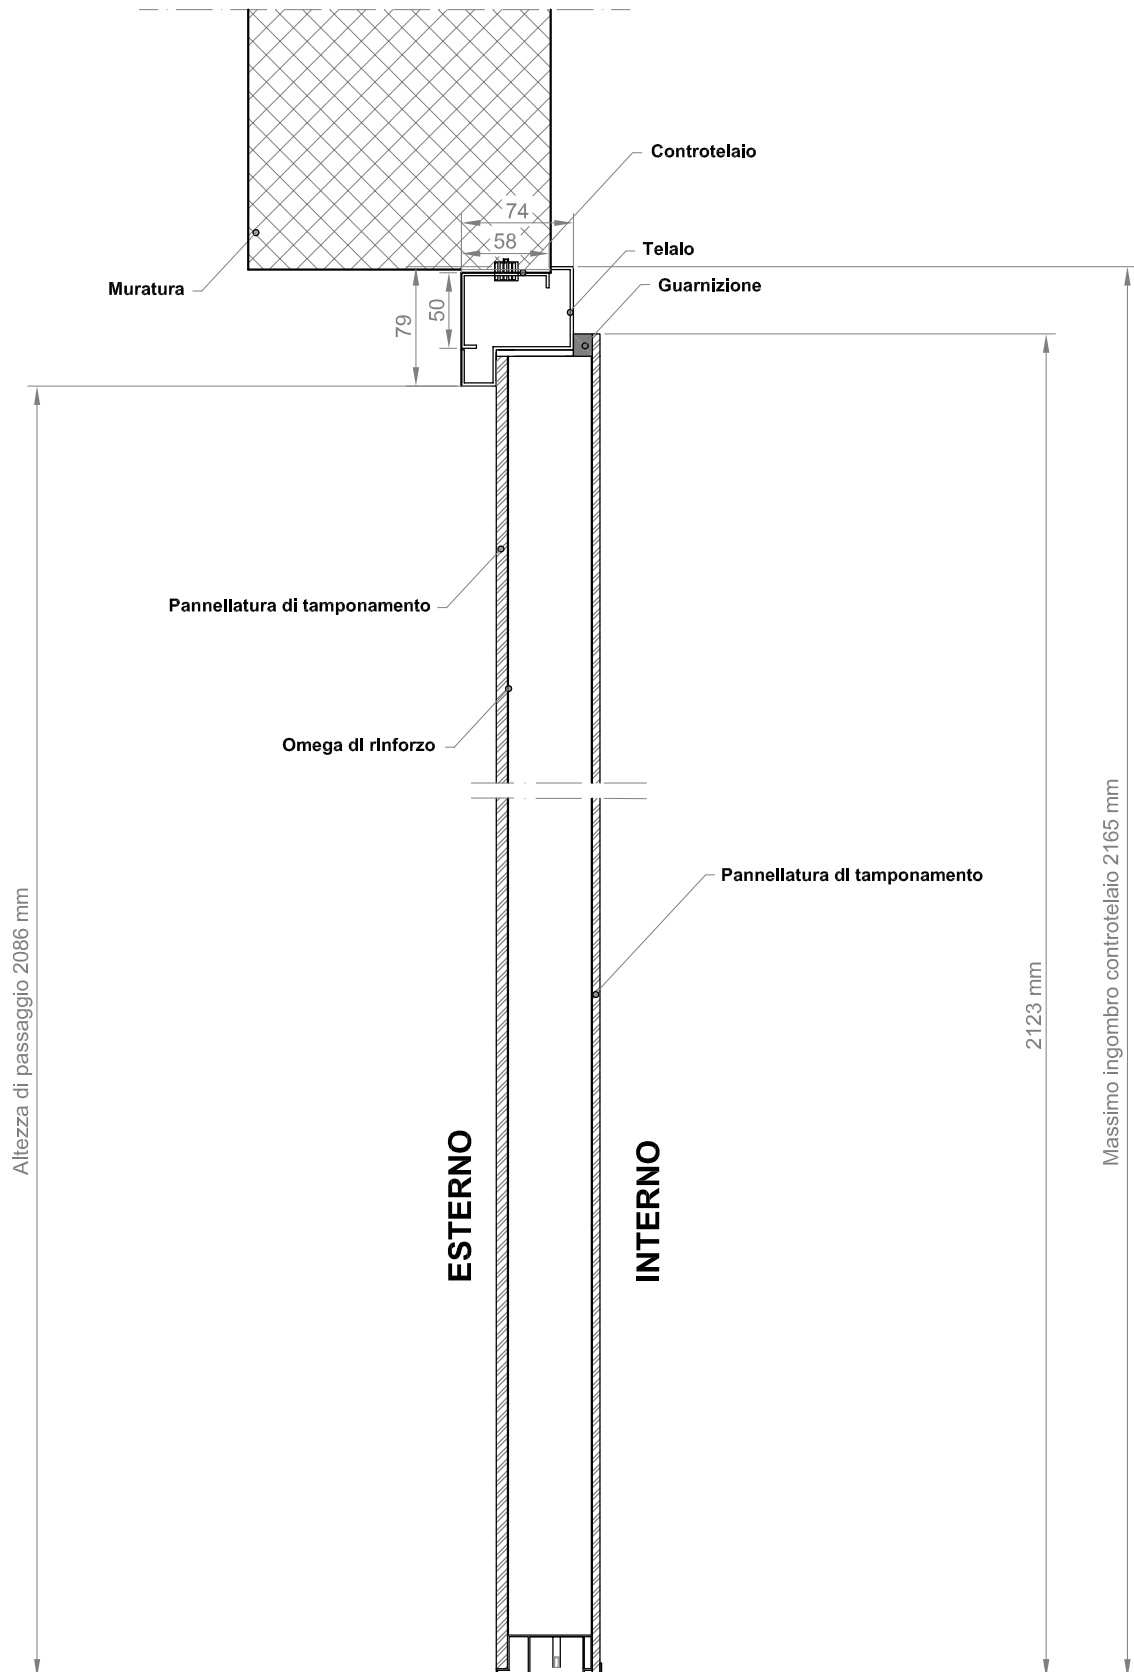 Controtelaio
74
58
Telaio
Guarnizione
Muratura
50
79
Pannellatura di tamponamento
Omega di rinforzo
Pannellatura di tamponamento
Altezza di passaggio 2086 mm
2123 mm
Massimo ingombro controtelaio 2165 mm
ESTERNO
INTERNO